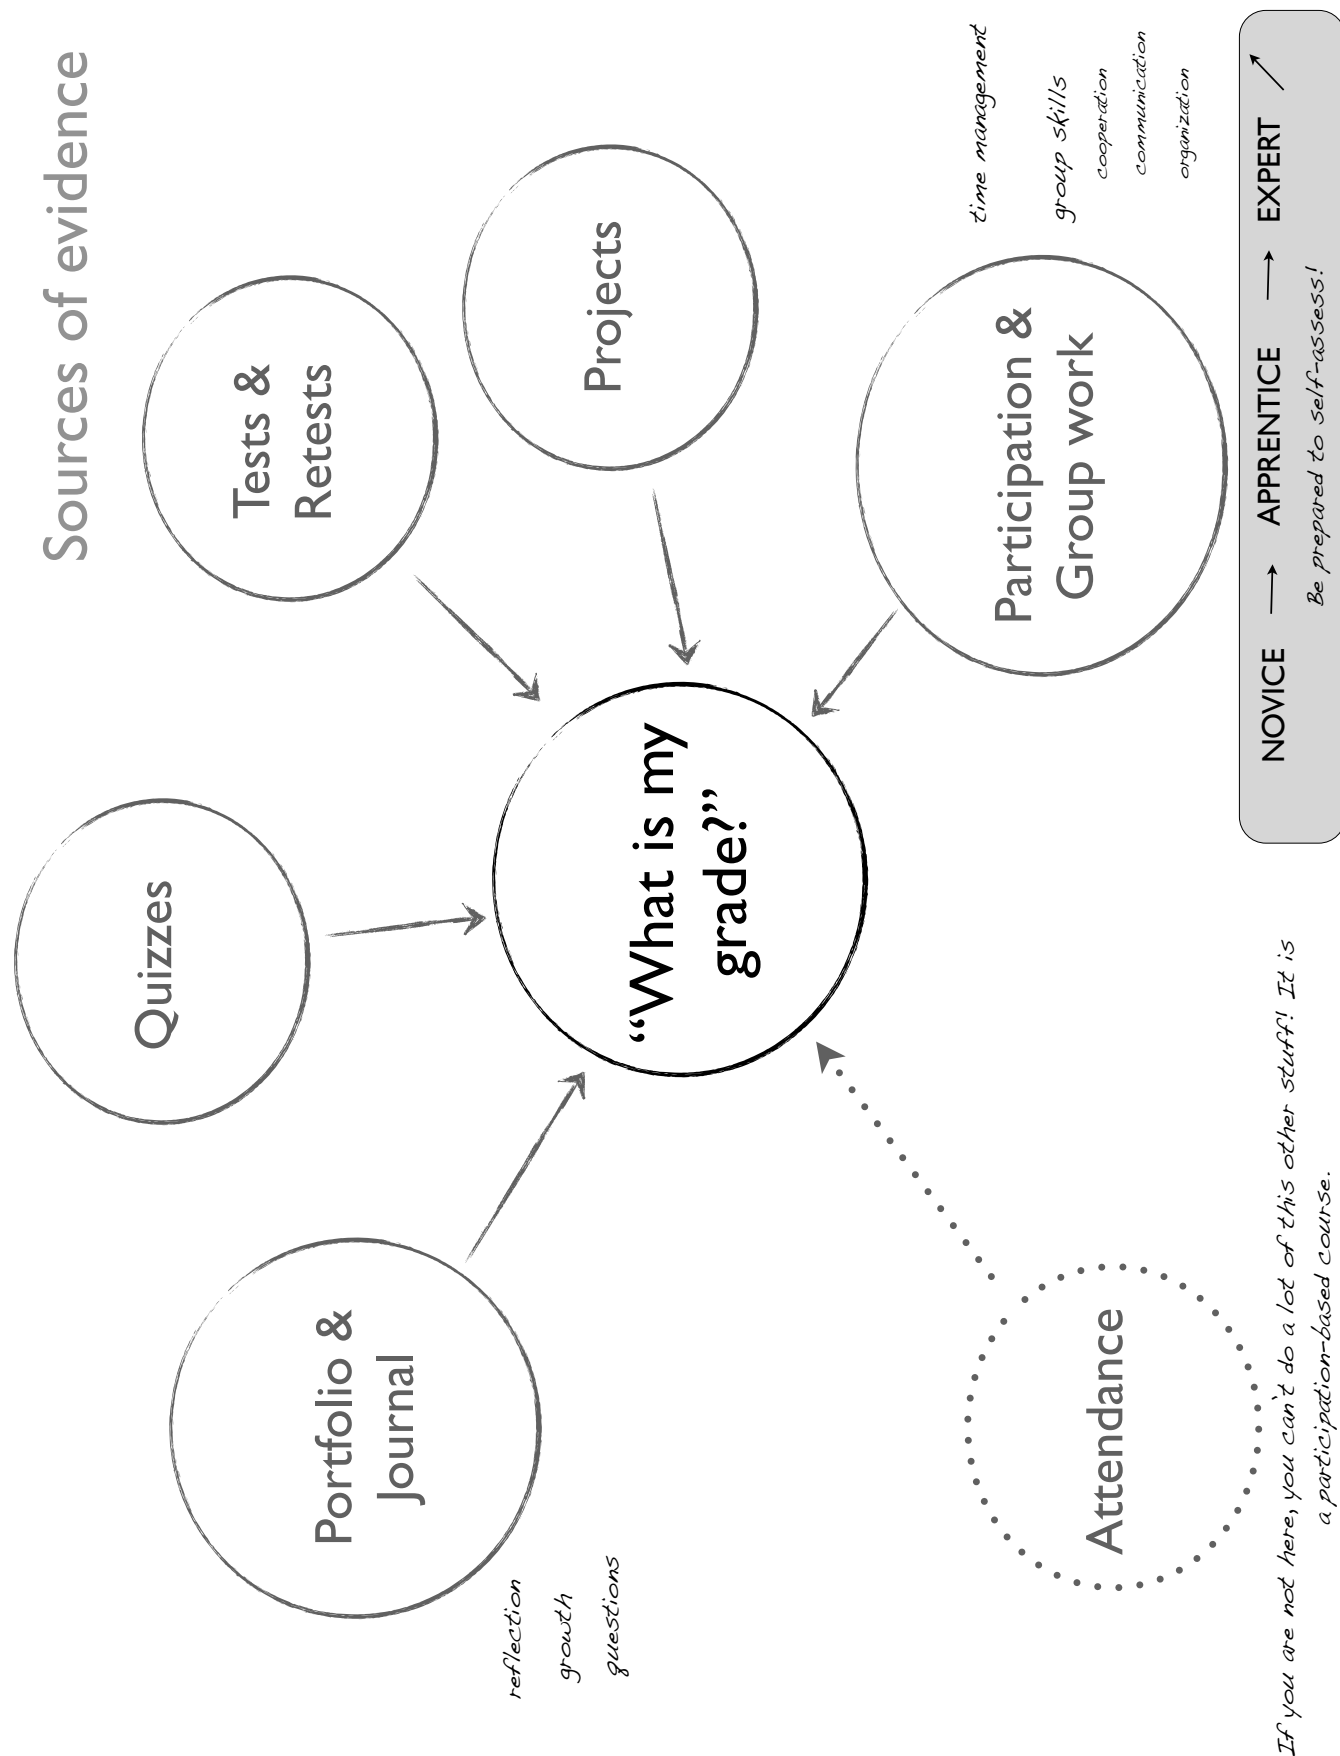 Sources of evidence
Quizzes
Tests &
Retests
Portfolio &
Journal
reflection
growth
questions
Projects
“What is my
grade?”
Participation &
Group work
time management
group skills
cooperation
communication
organization
Attendance
If you are not here, you can't do a lot of this other stuff! It is
a participation-based course.
NOVICE → APPRENTICE → EXPERT ↗
Be prepared to self-assess!